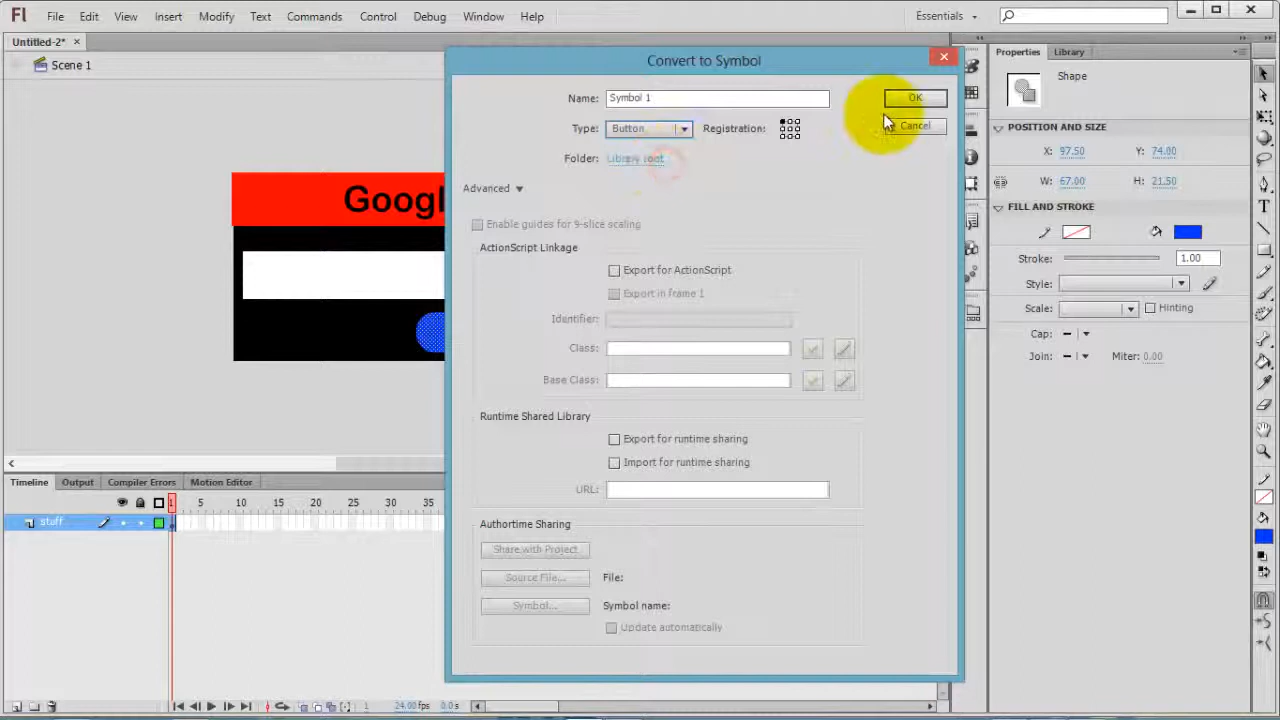 Fl File Edit View Insert Modify Text Commands Control Debug Window Help Essentials
Untitled-2* ×
Scene 1
Googl
Convert to Symbol
Name: Symbol 1 OK
Type: Button Registration: Cancel
Folder: Library root
Advanced
Enable guides for 9-slice scaling
ActionScript Linkage
Export for ActionScript
Export in frame 1
Identifier:
Class:
Base Class:
Runtime Shared Library
Export for runtime sharing
Import for runtime sharing
URL:
Authortime Sharing
Share with Project
Source File... File:
Symbol... Symbol name:
Update automatically
Properties Library
Shape
POSITION AND SIZE
X: 97.50 Y: 74.00
W: 67.00 H: 21.50
FILL AND STROKE
Stroke: 1.00
Style:
Scale: Hinting
Cap:
Join: Miter: 0.00
Timeline Output Compiler Errors Motion Editor
1 5 10 15 20 25 30 35
stuff
1 24.00 fps 0.0 s